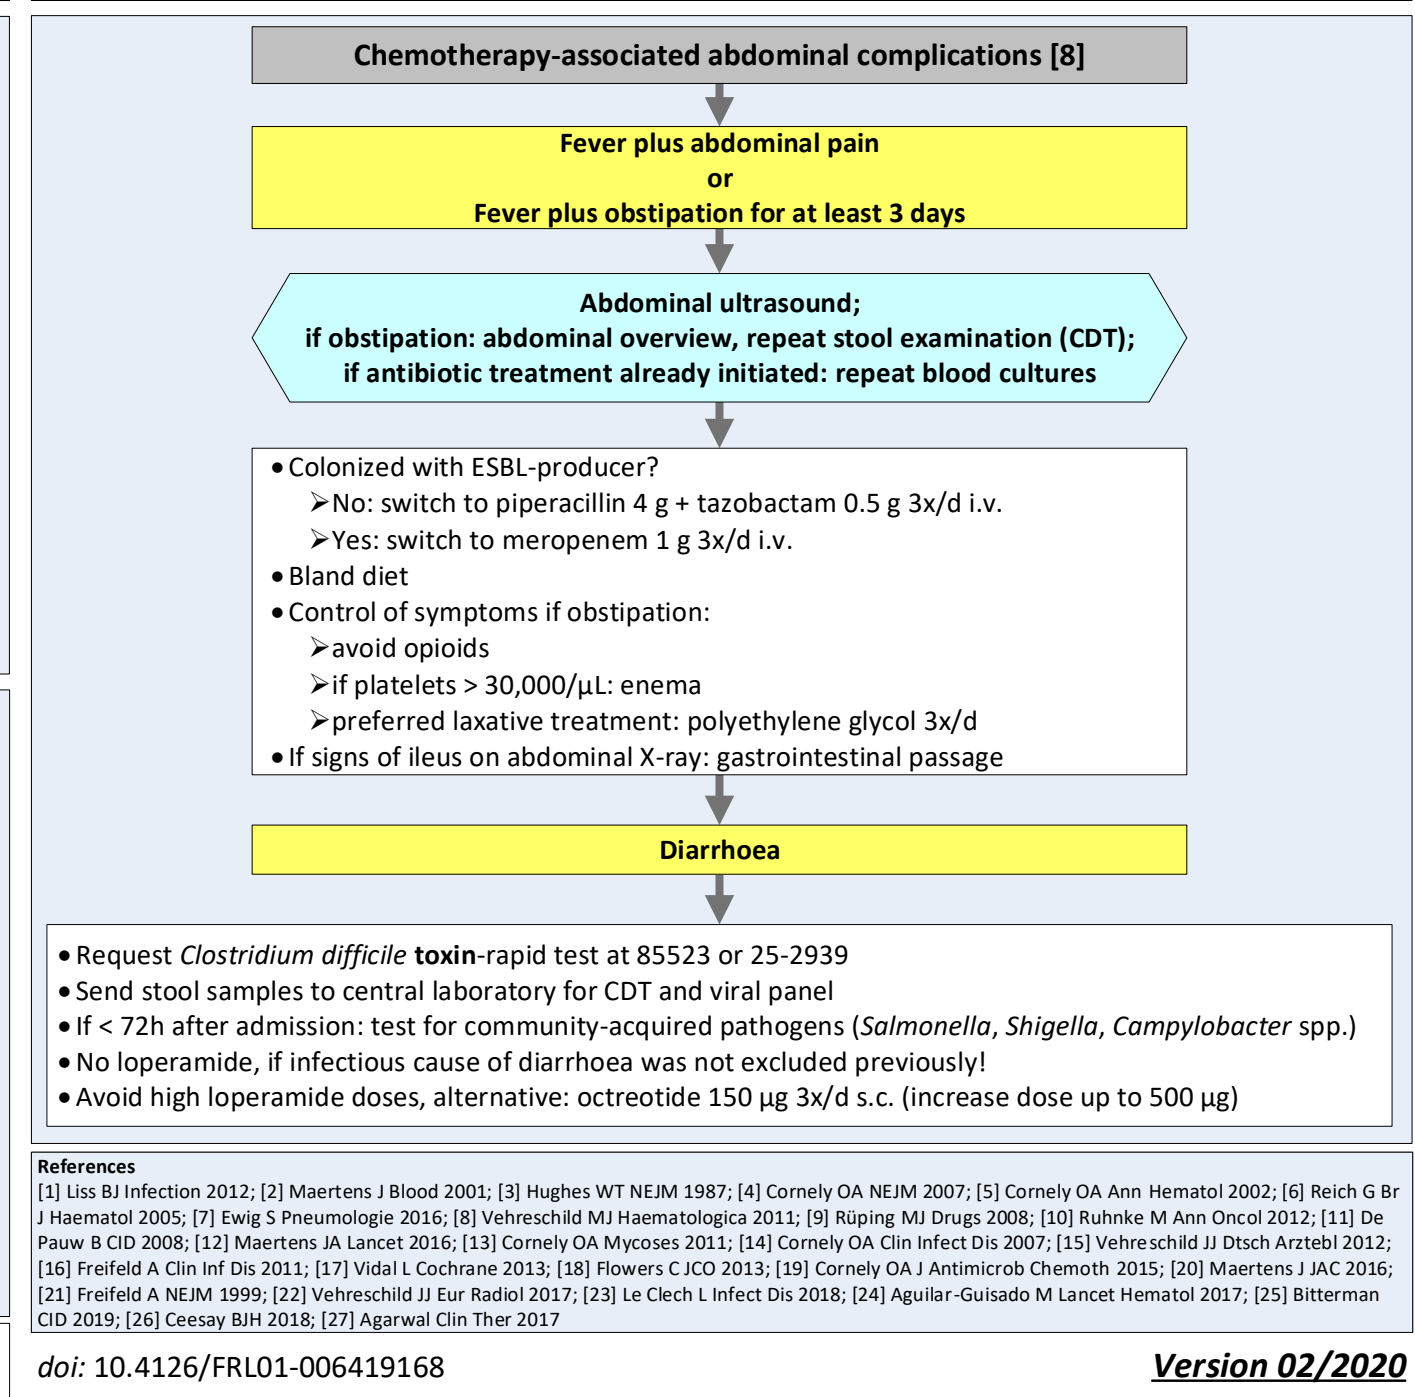 Chemotherapy-associated abdominal complications [8]
Fever plus abdominal pain
or
Fever plus obstipation for at least 3 days
Abdominal ultrasound;
if obstipation: abdominal overview, repeat stool examination (CDT);
if antibiotic treatment already initiated: repeat blood cultures
• Colonized with ESBL-producer?
➢No: switch to piperacillin 4 g + tazobactam 0.5 g 3x/d i.v.
➢Yes: switch to meropenem 1 g 3x/d i.v.
• Bland diet
• Control of symptoms if obstipation:
➢avoid opioids
➢if platelets > 30,000/µL: enema
➢preferred laxative treatment: polyethylene glycol 3x/d
• If signs of ileus on abdominal X-ray: gastrointestinal passage
Diarrhoea
• Request Clostridium difficile toxin-rapid test at 85523 or 25-2939
• Send stool samples to central laboratory for CDT and viral panel
• If < 72h after admission: test for community-acquired pathogens (Salmonella, Shigella, Campylobacter spp.)
• No loperamide, if infectious cause of diarrhoea was not excluded previously!
• Avoid high loperamide doses, alternative: octreotide 150 µg 3x/d s.c. (increase dose up to 500 µg)
References
[1] Liss BJ Infection 2012; [2] Maertens J Blood 2001; [3] Hughes WT NEJM 1987; [4] Cornely OA NEJM 2007; [5] Cornely OA Ann Hematol 2002; [6] Reich G Br
J Haematol 2005; [7] Ewig S Pneumologie 2016; [8] Vehreschild MJ Haematologica 2011; [9] Rüping MJ Drugs 2008; [10] Ruhnke M Ann Oncol 2012; [11] De
Pauw B CID 2008; [12] Maertens JA Lancet 2016; [13] Cornely OA Mycoses 2011; [14] Cornely OA Clin Infect Dis 2007; [15] Vehreschild JJ Dtsch Arztebl 2012;
[16] Freifeld A Clin Inf Dis 2011; [17] Vidal L Cochrane 2013; [18] Flowers C JCO 2013; [19] Cornely OA J Antimicrob Chemoth 2015; [20] Maertens J JAC 2016;
[21] Freifeld A NEJM 1999; [22] Vehreschild JJ Eur Radiol 2017; [23] Le Clech L Infect Dis 2018; [24] Aguilar-Guisado M Lancet Hematol 2017; [25] Bitterman
CID 2019; [26] Ceesay BJH 2018; [27] Agarwal Clin Ther 2017
doi: 10.4126/FRL01-006419168
Version 02/2020